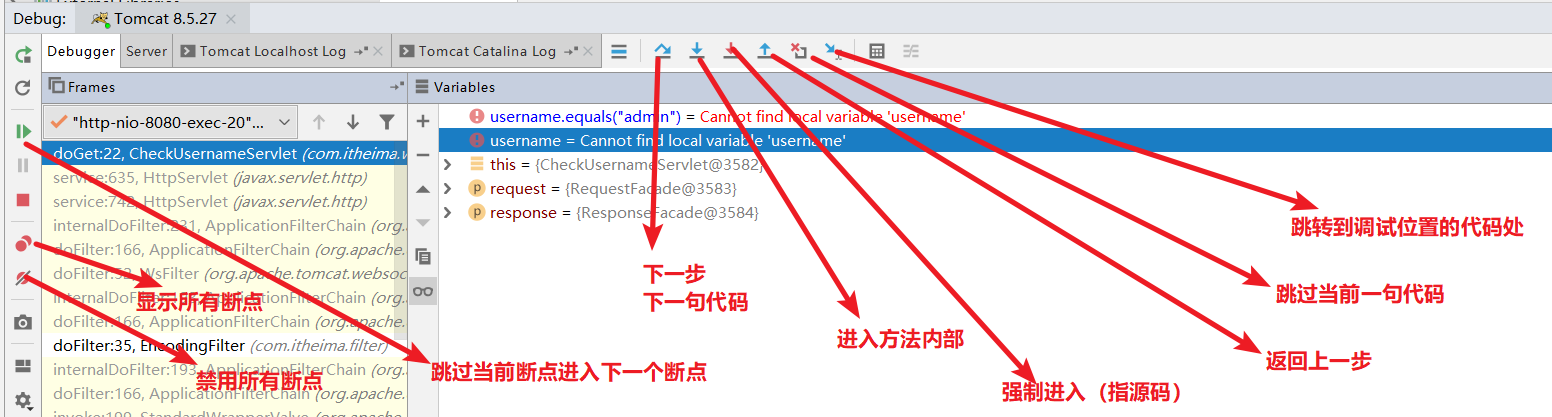 External Libraries
Debug: Tomcat 8.5.27
Debugger Server Tomcat Localhost Log Tomcat Catalina Log
Frames
Variables
"http-nio-8080-exec-20"...
username.equals("admin") = Cannot find local variable 'username'
username = Cannot find local variable 'username'
this = {CheckUsernameServlet@3582}
request = {RequestFacade@3583}
response = {ResponseFacade@3584}
doGet:22, CheckUsernameServlet (com.itheima.w
service:635, HttpServlet (javax.servlet.http)
service:742, HttpServlet (javax.servlet.http)
internalDoFilter:231, ApplicationFilterChain (org.
doFilter:166, ApplicationFilterChain (org.apache.
doFilter:52, WsFilter (org.apache.tomcat.websoc
ApplicationFilterChain (org.
doFilter:166, ApplicationFilterChain (org.apache.
doFilter:35, EncodingFilter (com.itheima.filter)
internalDoFilter:193, ApplicationFilterChain (org.
doFilter:166, ApplicationFilterChain (org.apache.
invoke:199, StandardWrapperValve
显示所有断点
禁用所有断点
跳过当前断点进入下一个断点
下一步
下一句代码
进入方法内部
强制进入（指源码）
返回上一步
跳过当前一句代码
跳转到调试位置的代码处